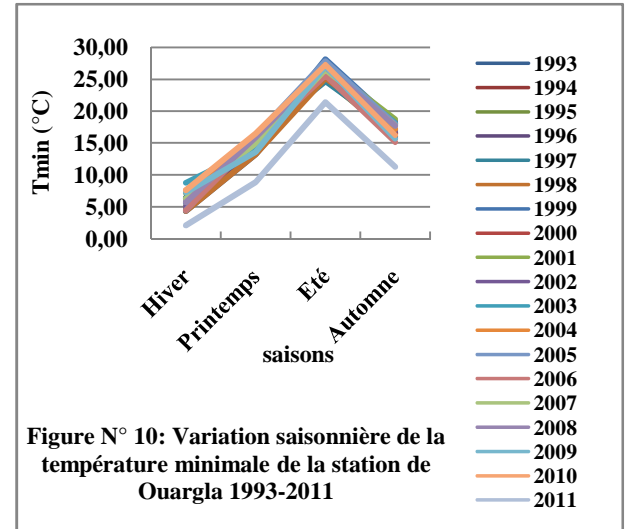 30,00
25,00
20,00
15,00
10,00
5,00
0,00
Tmin (°C)
Hiver
Printemps
Eté
Automne
saisons
1993
1994
1995
1996
1997
1998
1999
2000
2001
2002
2003
2004
2005
2006
2007
2008
2009
2010
2011
Figure N° 10: Variation saisonnière de la
température minimale de la station de
Ouargla 1993-2011